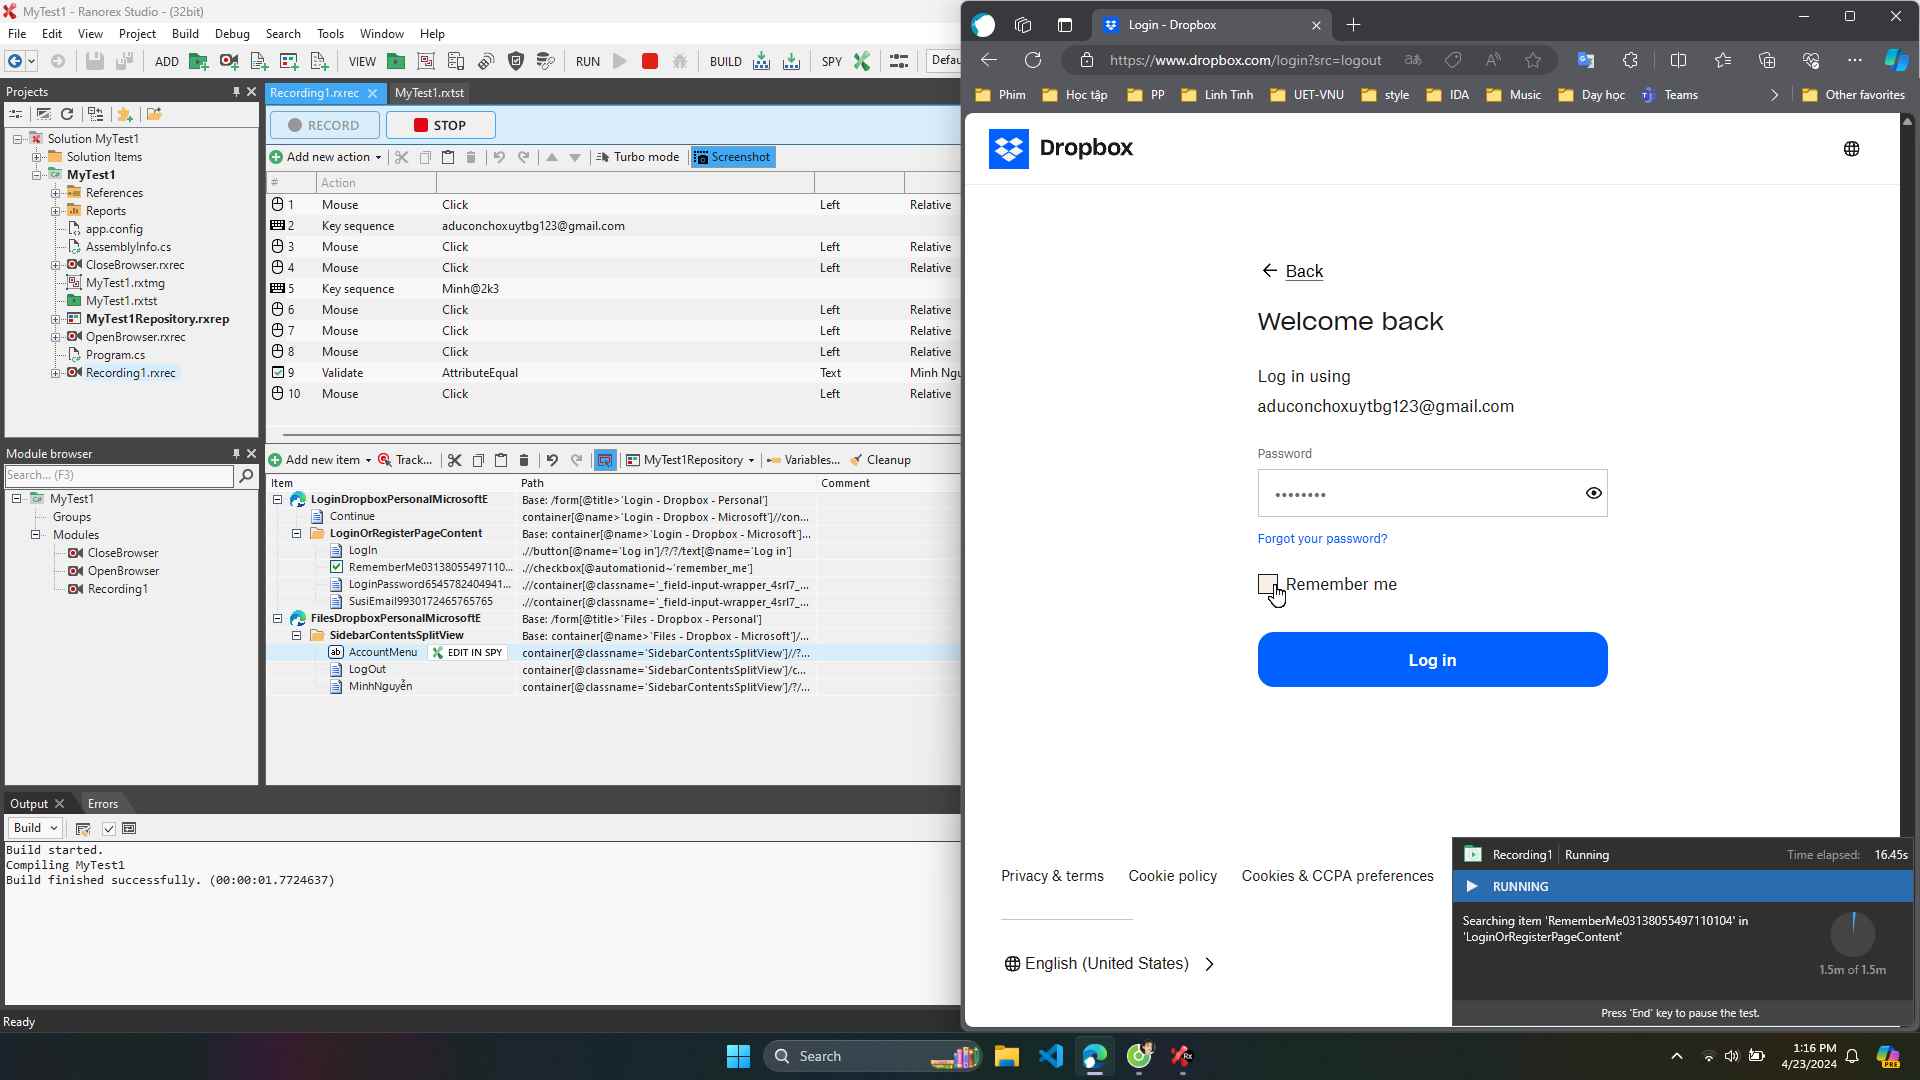 MyTest1 - Ranorex Studio - (32bit)
File Edit View Project Build Debug Search Tools Window Help
ADD VIEW RUN BUILD SPY Defau
Projects
Solution MyTest1
Solution Items
MyTest1
References
Reports
app.config
AssemblyInfo.cs
CloseBrowser.rxrec
MyTest1.rxtmg
MyTest1.rxtst
MyTest1Repository.rxrep
OpenBrowser.rxrec
Program.cs
Recording1.rxrec
Module browser
Search... (F3)
MyTest1
Groups
Modules
CloseBrowser
OpenBrowser
Recording1
Recording1.rxrec MyTest1.rxtst
RECORD STOP
Add new action Turbo mode Screenshot
# Action
1 Mouse Click Left Relative
2 Key sequence aduconchoxuytbg123@gmail.com
3 Mouse Click Left Relative
4 Mouse Click Left Relative
5 Key sequence Minh@2k3
6 Mouse Click Left Relative
7 Mouse Click Left Relative
8 Mouse Click Left Relative
9 Validate AttributeEqual Text Minh Ngu
10 Mouse Click Left Relative
Add new item Track... MyTest1Repository Variables... Cleanup
Item Path Comment
LoginDropboxPersonalMicrosoftE Base: /form[@title>'Login - Dropbox - Personal']
Continue container[@name>'Login - Dropbox - Microsoft']//con...
LoginOrRegisterPageContent Base: container[@name>'Login - Dropbox - Microsoft']...
LogIn .//button[@name='Log in']/?/?/text[@name='Log in']
RememberMe03138055497110... .//checkbox[@automationid~'remember_me']
LoginPassword6545782404941... .//container[@classname='_field-input-wrapper_4srl7_...
SusiEmail9930172465765765 .//container[@classname='_field-input-wrapper_4srl7_...
FilesDropboxPersonalMicrosoftE Base: /form[@title>'Files - Dropbox - Personal']
SidebarContentsSplitView Base: container[@name>'Files - Dropbox - Microsoft']/...
AccountMenu EDIT IN SPY container[@classname='SidebarContentsSplitView']//?...
LogOut container[@classname='SidebarContentsSplitView']/c...
MinhNguyễn container[@classname='SidebarContentsSplitView']/?/...
Output Errors
Build
Build started.
Compiling MyTest1
Build finished successfully. (00:00:01.7724637)
Ready
Login - Dropbox
https://www.dropbox.com/login?src=logout
Phim Học tập PP Linh Tinh UET-VNU style IDA Music Dạy học Teams Other favorites
Dropbox
Back
Welcome back
Log in using
aduconchoxuytbg123@gmail.com
Password
••••••••
Forgot your password?
Remember me
Log in
Privacy & terms Cookie policy Cookies & CCPA preferences
English (United States)
Recording1 Running Time elapsed: 16.45s
RUNNING
Searching item 'RememberMe03138055497110104' in
'LoginOrRegisterPageContent'
1.5m of 1.5m
Press 'End' key to pause the test.
Search
1:16 PM
4/23/2024